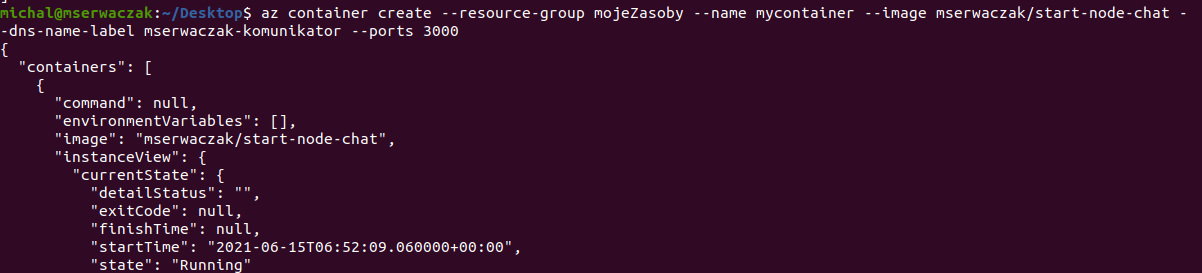 michal@mserwaczak:~/Desktop$ az container create --resource-group mojeZasoby --name mycontainer --image mserwaczak/start-node-chat -
-dns-name-label mserwaczak-komunikator --ports 3000
{
  "containers": [
    {
      "command": null,
      "environmentVariables": [],
      "image": "mserwaczak/start-node-chat",
      "instanceView": {
        "currentState": {
          "detailStatus": "",
          "exitCode": null,
          "finishTime": null,
          "startTime": "2021-06-15T06:52:09.060000+00:00",
          "state": "Running"